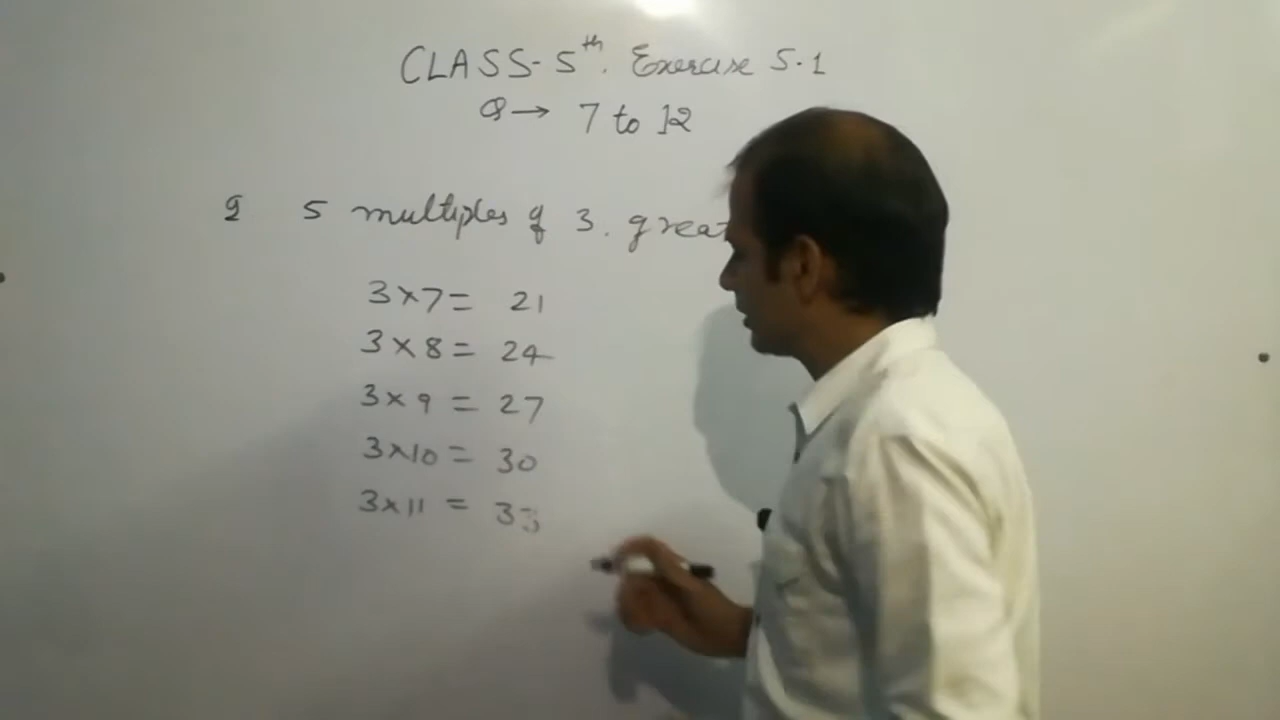 CLASS-5th. Exercise 5.1
Q→ 7 to 12
9 5 multiples of 3. great
3×7= 21
3×8= 24
3×9 = 27
3×10 = 30
3×11 = 33